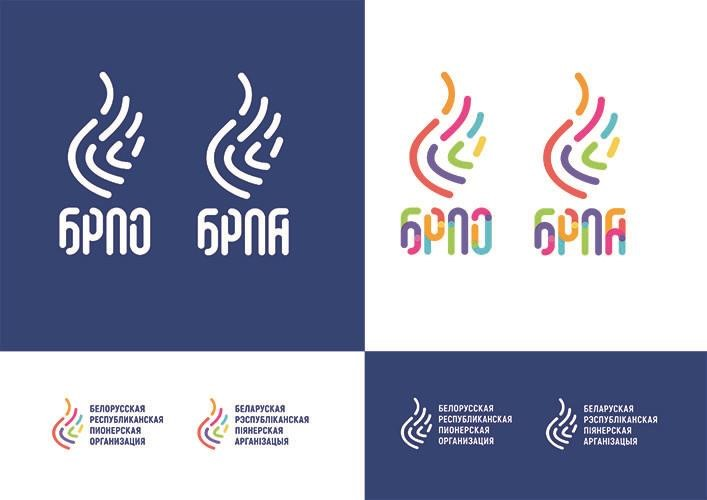 БРПО
БРПА
БРПО
БРПА
БЕЛОРУССКАЯ
РЕСПУБЛИКАНСКАЯ
ПИОНЕРСКАЯ
ОРГАНИЗАЦИЯ
БЕЛАРУСКАЯ
РЭСПУБЛІКАНСКАЯ
ПІЯНЕРСКАЯ
АРГАНІЗАЦЫЯ
БЕЛОРУССКАЯ
РЕСПУБЛИКАНСКАЯ
ПИОНЕРСКАЯ
ОРГАНИЗАЦИЯ
БЕЛАРУСКАЯ
РЭСПУБЛІКАНСКАЯ
ПІЯНЕРСКАЯ
АРГАНІЗАЦЫЯ